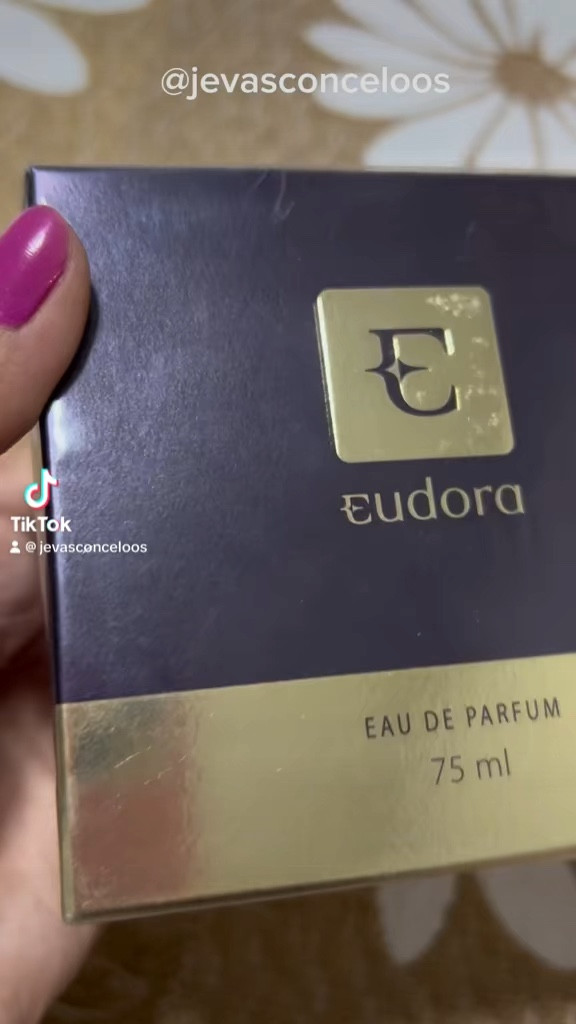 @jevasconceloos
E
eudora
TikTok
@jevasconceloos
EAU DE PARFUM
75 ml